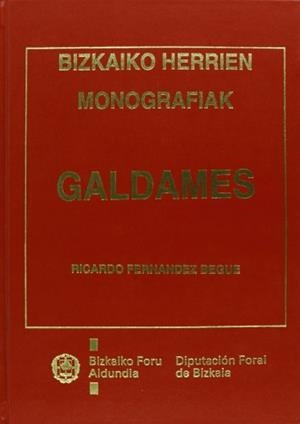 BIZKAIKO HERRIEN
MONOGRAFIAK
GALDAMES
RICARDO FERNANDEZ BEGUE
Bizkaiko Foru
Aldundia
Diputación Foral
de Bizkaia